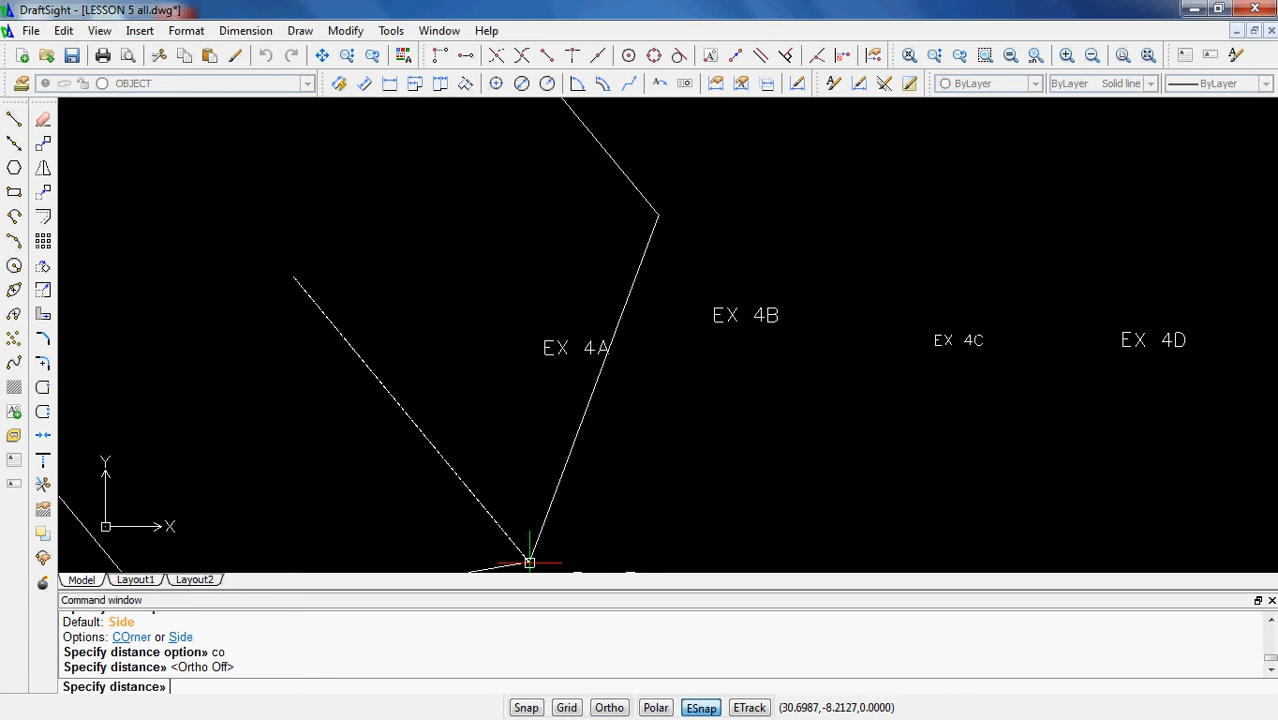 DraftSight - [LESSON 5 all.dwg*]
File Edit View Insert Format Dimension Draw Modify Tools Window Help
OBJECT ByLayer ByLayer Solid line ByLayer
EX 4B
EX 4A
EX 4C
EX 4D
Y
X
Model Layout1 Layout2
Command window
Default: Side
Options: COrner or Side
Specify distance option» co
Specify distance» <Ortho Off>
Specify distance»
Snap Grid Ortho Polar ESnap ETrack (30.6987,-8.2127,0.0000)